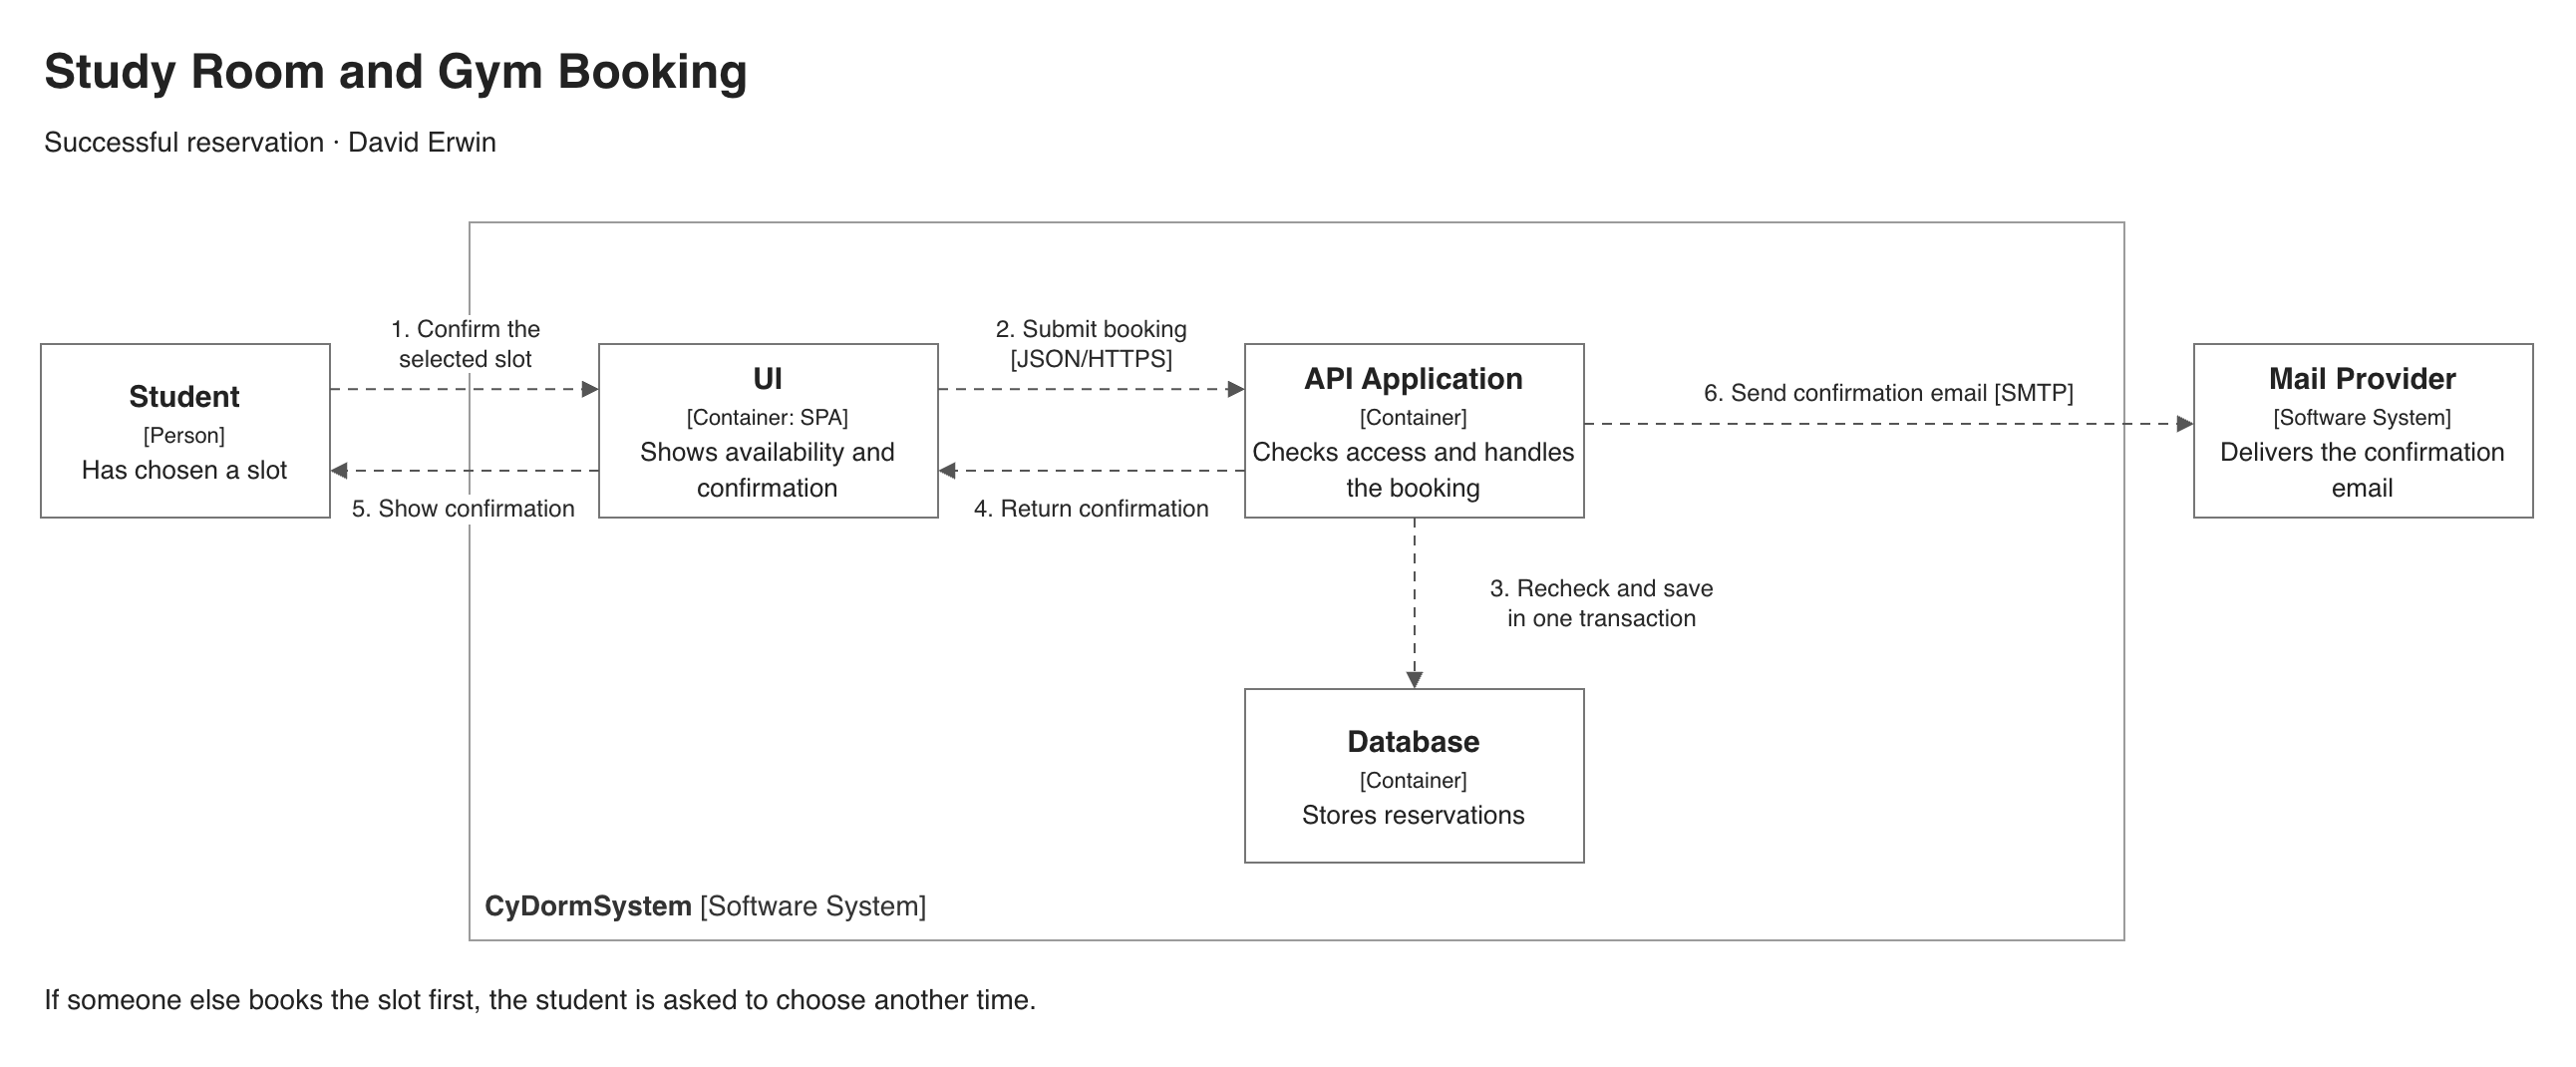 Study Room and Gym Booking
Successful reservation · David Erwin
1. Confirm the
selected slot
2. Submit booking
[JSON/HTTPS]
Student
[Person]
Has chosen a slot
UI
[Container: SPA]
Shows availability and
confirmation
API Application
[Container]
Checks access and handles
the booking
6. Send confirmation email [SMTP]
Mail Provider
[Software System]
Delivers the confirmation
email
5. Show confirmation
4. Return confirmation
3. Recheck and save
in one transaction
Database
[Container]
Stores reservations
CyDormSystem [Software System]
If someone else books the slot first, the student is asked to choose another time.